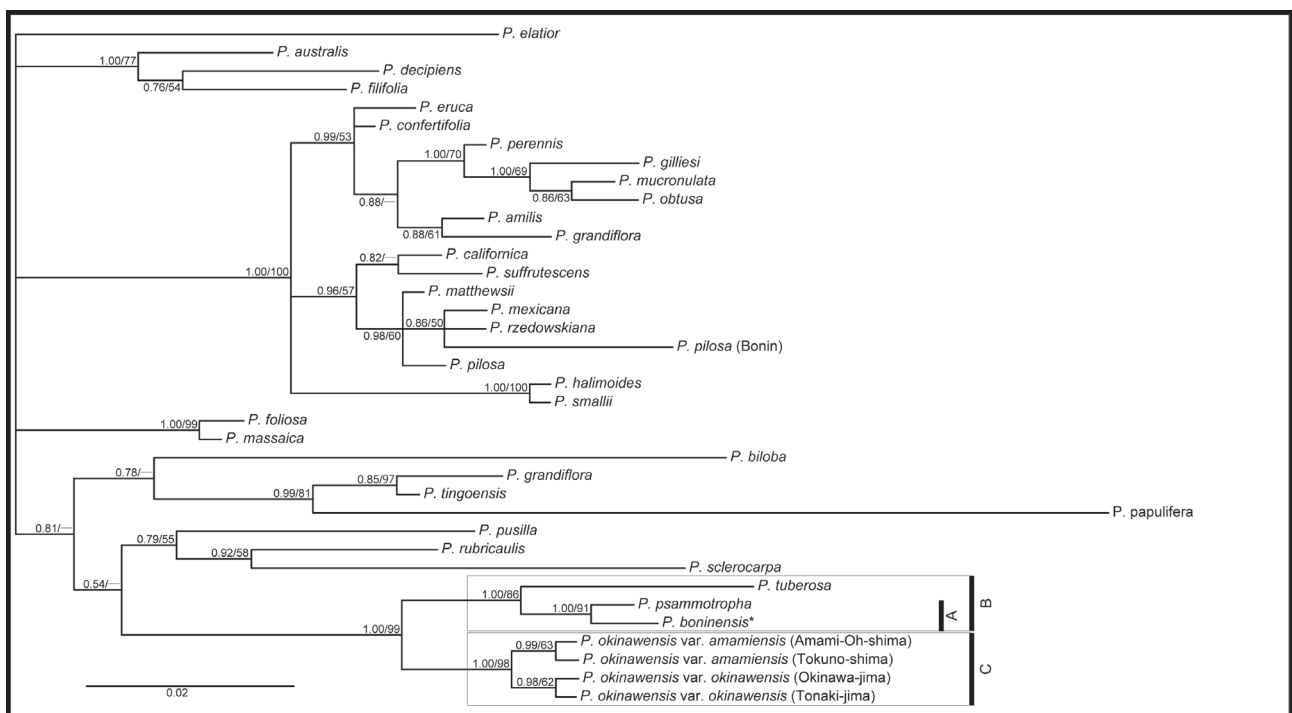 P. elatior
P. australis
1.00/77
P. decipiens
0.76/54
P. filifolia
P. eruca
P. confertifolia
0.99/53
P. perennis
1.00/70
P. gilliesi
1.00/69
P. mucronulata
0.86/63
P. obtusa
0.88/—
P. amilis
0.88/61
P. grandiflora
P. californica
0.82/—
P. suffrutescens
1.00/100
0.96/57
P. matthewsii
P. mexicana
0.86/50
P. rzedowskiana
0.98/60
P. pilosa (Bonin)
P. pilosa
P. halimoides
1.00/100
P. smallii
P. foliosa
1.00/99
P. massaica
P. biloba
0.78/—
P. grandiflora
0.85/97
P. tingoensis
0.99/81
P. papulifera
0.81/—
P. pusilla
0.79/55
P. rubricaulis
0.92/58
P. sclerocarpa
0.54/—
P. tuberosa
1.00/86
P. psammotropha
1.00/91
P. boninensis*
A
B
1.00/99
P. okinawensis var. amamiensis (Amami-Oh-shima)
0.99/63
P. okinawensis var. amamiensis (Tokuno-shima)
1.00/98
P. okinawensis var. okinawensis (Okinawa-jima)
0.98/62
P. okinawensis var. okinawensis (Tonaki-jima)
C
0.02